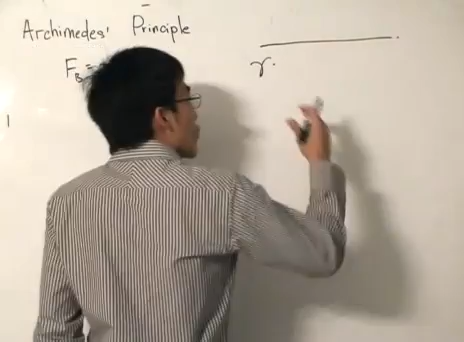 Archimedes' Principle
F_B =
γ.